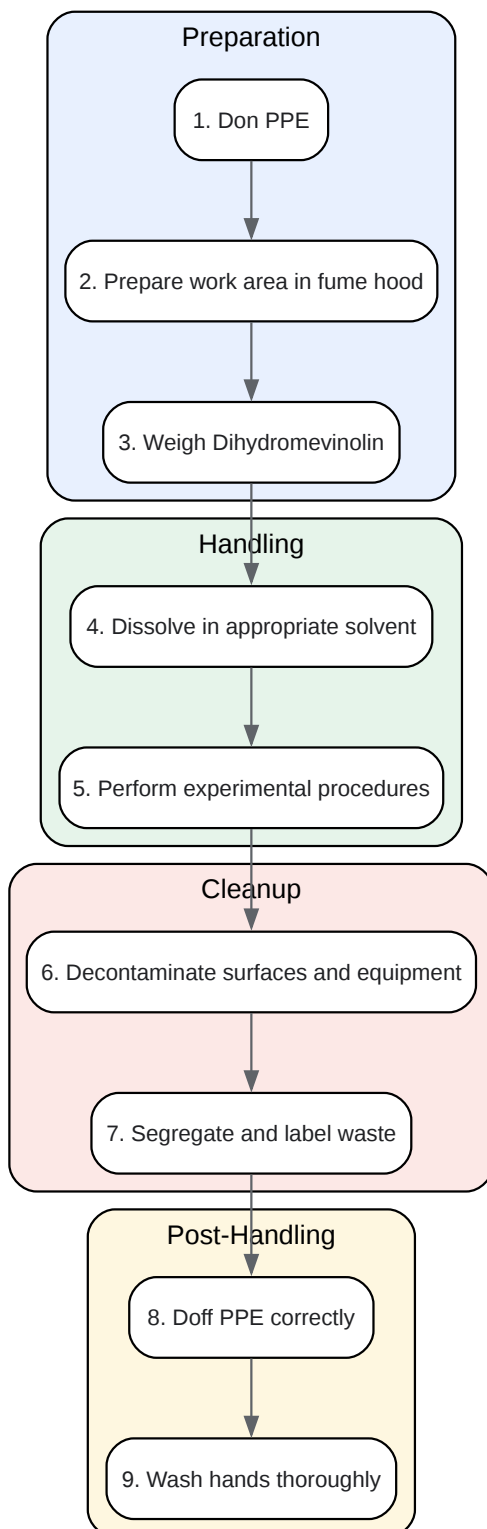 Preparation
1. Don PPE
2. Prepare work area in fume hood
3. Weigh Dihydromevinolin
Handling
4. Dissolve in appropriate solvent
5. Perform experimental procedures
Cleanup
6. Decontaminate surfaces and equipment
7. Segregate and label waste
Post-Handling
8. Doff PPE correctly
9. Wash hands thoroughly